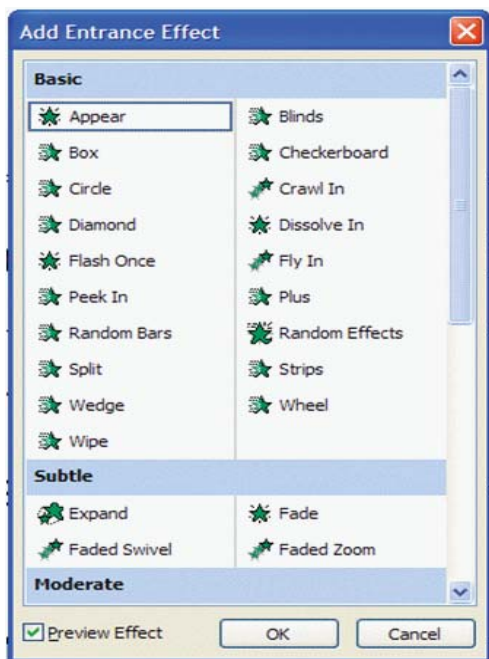 Add Entrance Effect
Basic
Appear Blinds
Box Checkerboard
Circle Crawl In
Diamond Dissolve In
Flash Once Fly In
Peek In Plus
Random Bars Random Effects
Split Strips
Wedge Wheel
Wipe
Subtle
Expand Fade
Faded Swivel Faded Zoom
Moderate
Preview Effect OK Cancel